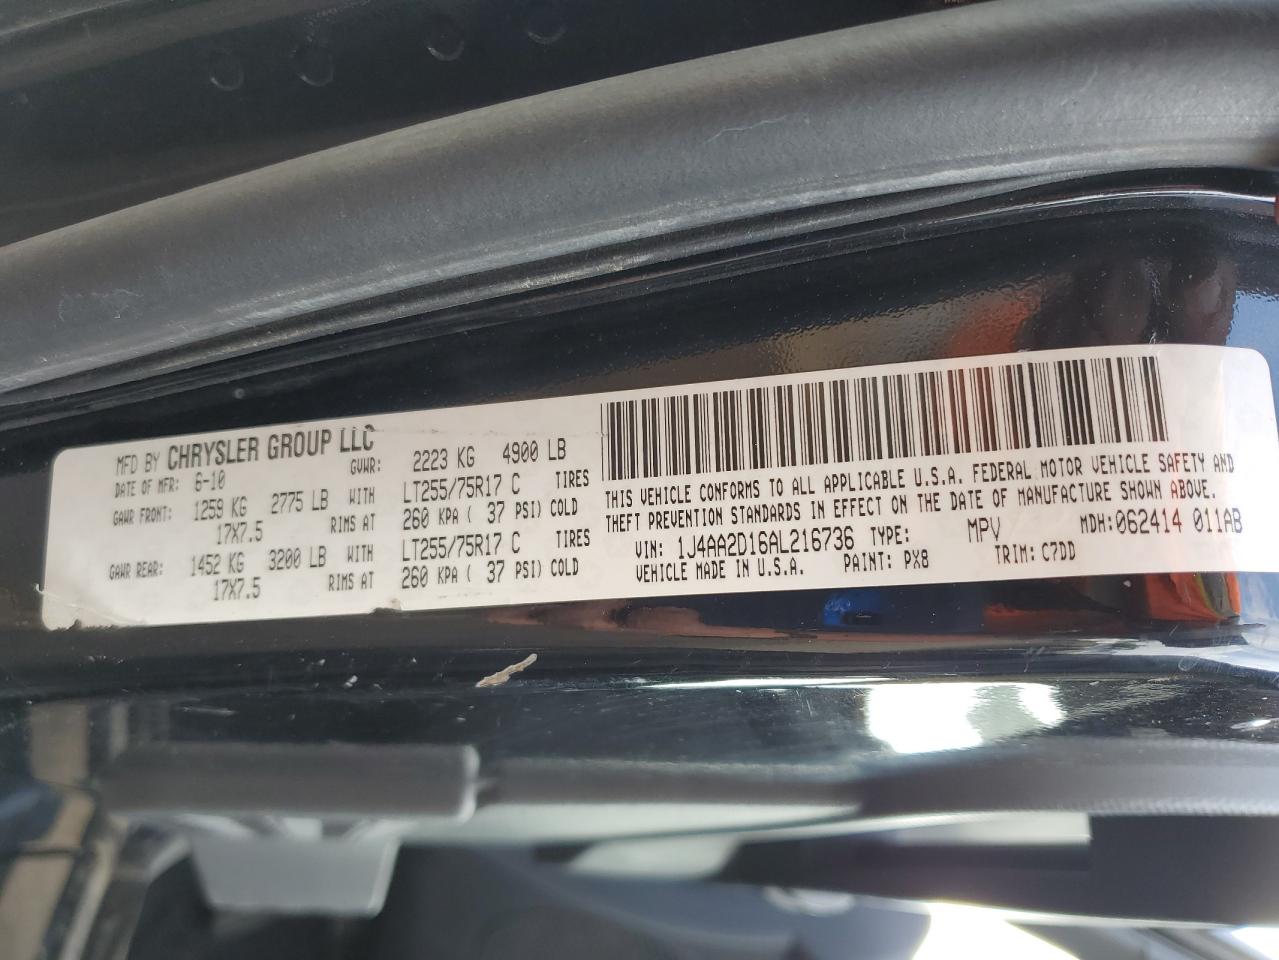 MFD BY CHRYSLER GROUP LLC
DATE OF MFR: 6-10 GVWR: 2223 KG 4900 LB
GAWR FRONT: 1259 KG 2775 LB WITH LT255/75R17 C TIRES
17X7.5 RIMS AT 260 KPA ( 37 PSI) COLD
GAWR REAR: 1452 KG 3200 LB WITH LT255/75R17 C TIRES
17X7.5 RIMS AT 260 KPA ( 37 PSI) COLD
THIS VEHICLE CONFORMS TO ALL APPLICABLE U.S.A. FEDERAL MOTOR VEHICLE SAFETY AND
THEFT PREVENTION STANDARDS IN EFFECT ON THE DATE OF MANUFACTURE SHOWN ABOVE.
VIN: 1J4AA2D16AL216736 TYPE: MPV MDH:062414 011AB
VEHICLE MADE IN U.S.A. PAINT: PX8 TRIM: C7DD